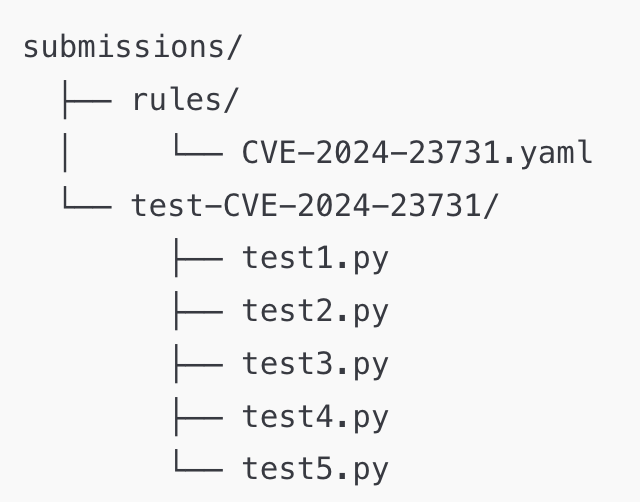 submissions/
├── rules/
│   └── CVE-2024-23731.yaml
└── test-CVE-2024-23731/
    ├── test1.py
    ├── test2.py
    ├── test3.py
    ├── test4.py
    └── test5.py